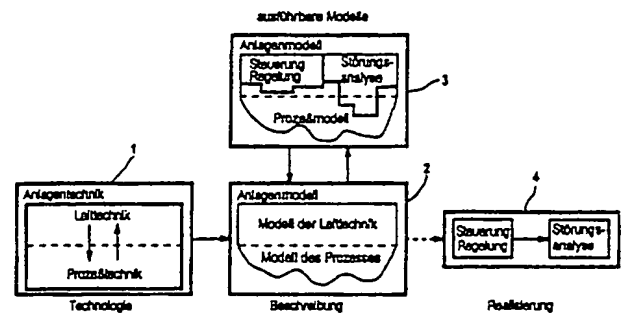 ausführbare Modelle
Anlagenmodell
Steuerung
Regelung
Störungs-
analyse
Prozeßmodell
3
1
Anlagentechnik
Leittechnik
Prozeßtechnik
Technologie
2
Anlagenmodell
Modell der Leittechnik
Modell des Prozesses
Beschreibung
4
Steuerung
Regelung
Störungs-
analyse
Realisierung